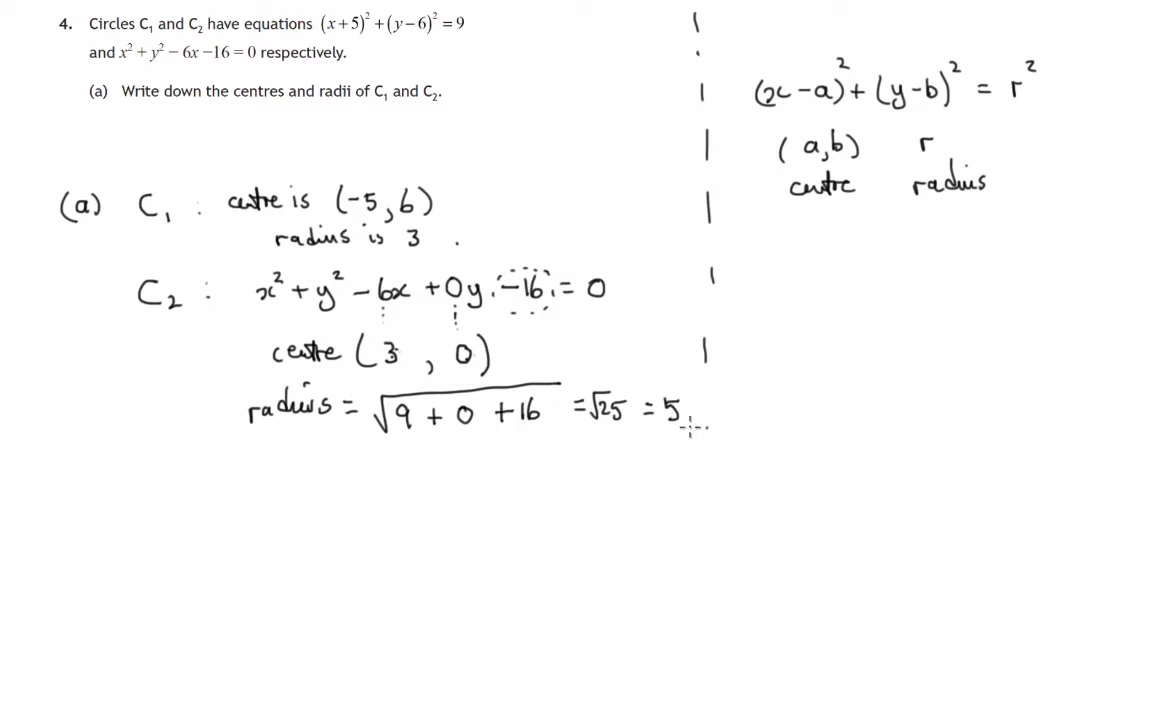 4. Circles C₁ and C₂ have equations (x+5)² + (y−6)² = 9
and x² + y² − 6x −16 = 0 respectively.
(a) Write down the centres and radii of C₁ and C₂.
(x-a)² + (y-b)² = r²
(a,b) r
centre radius
(a) C₁ : centre is (-5,6)
radius is 3.
C₂ : x² + y² - 6x + 0y - 16 = 0
centre (3, 0)
radius = √9 + 0 + 16 = √25 = 5